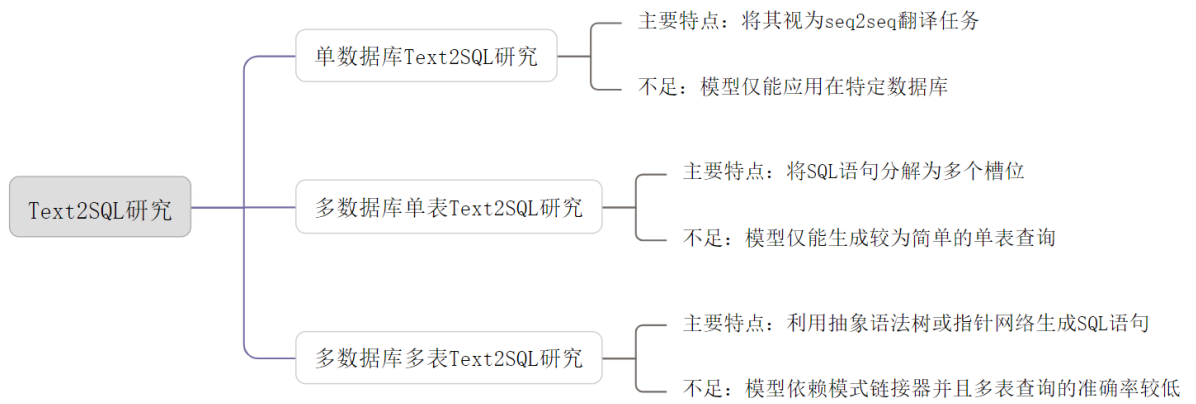 主要特点：将其视为seq2seq翻译任务
单数据库Text2SQL研究
不足：模型仅能应用在特定数据库
主要特点：将SQL语句分解为多个槽位
Text2SQL研究
多数据库单表Text2SQL研究
不足：模型仅能生成较为简单的单表查询
主要特点：利用抽象语法树或指针网络生成SQL语句
多数据库多表Text2SQL研究
不足：模型依赖模式链接器并且多表查询的准确率较低